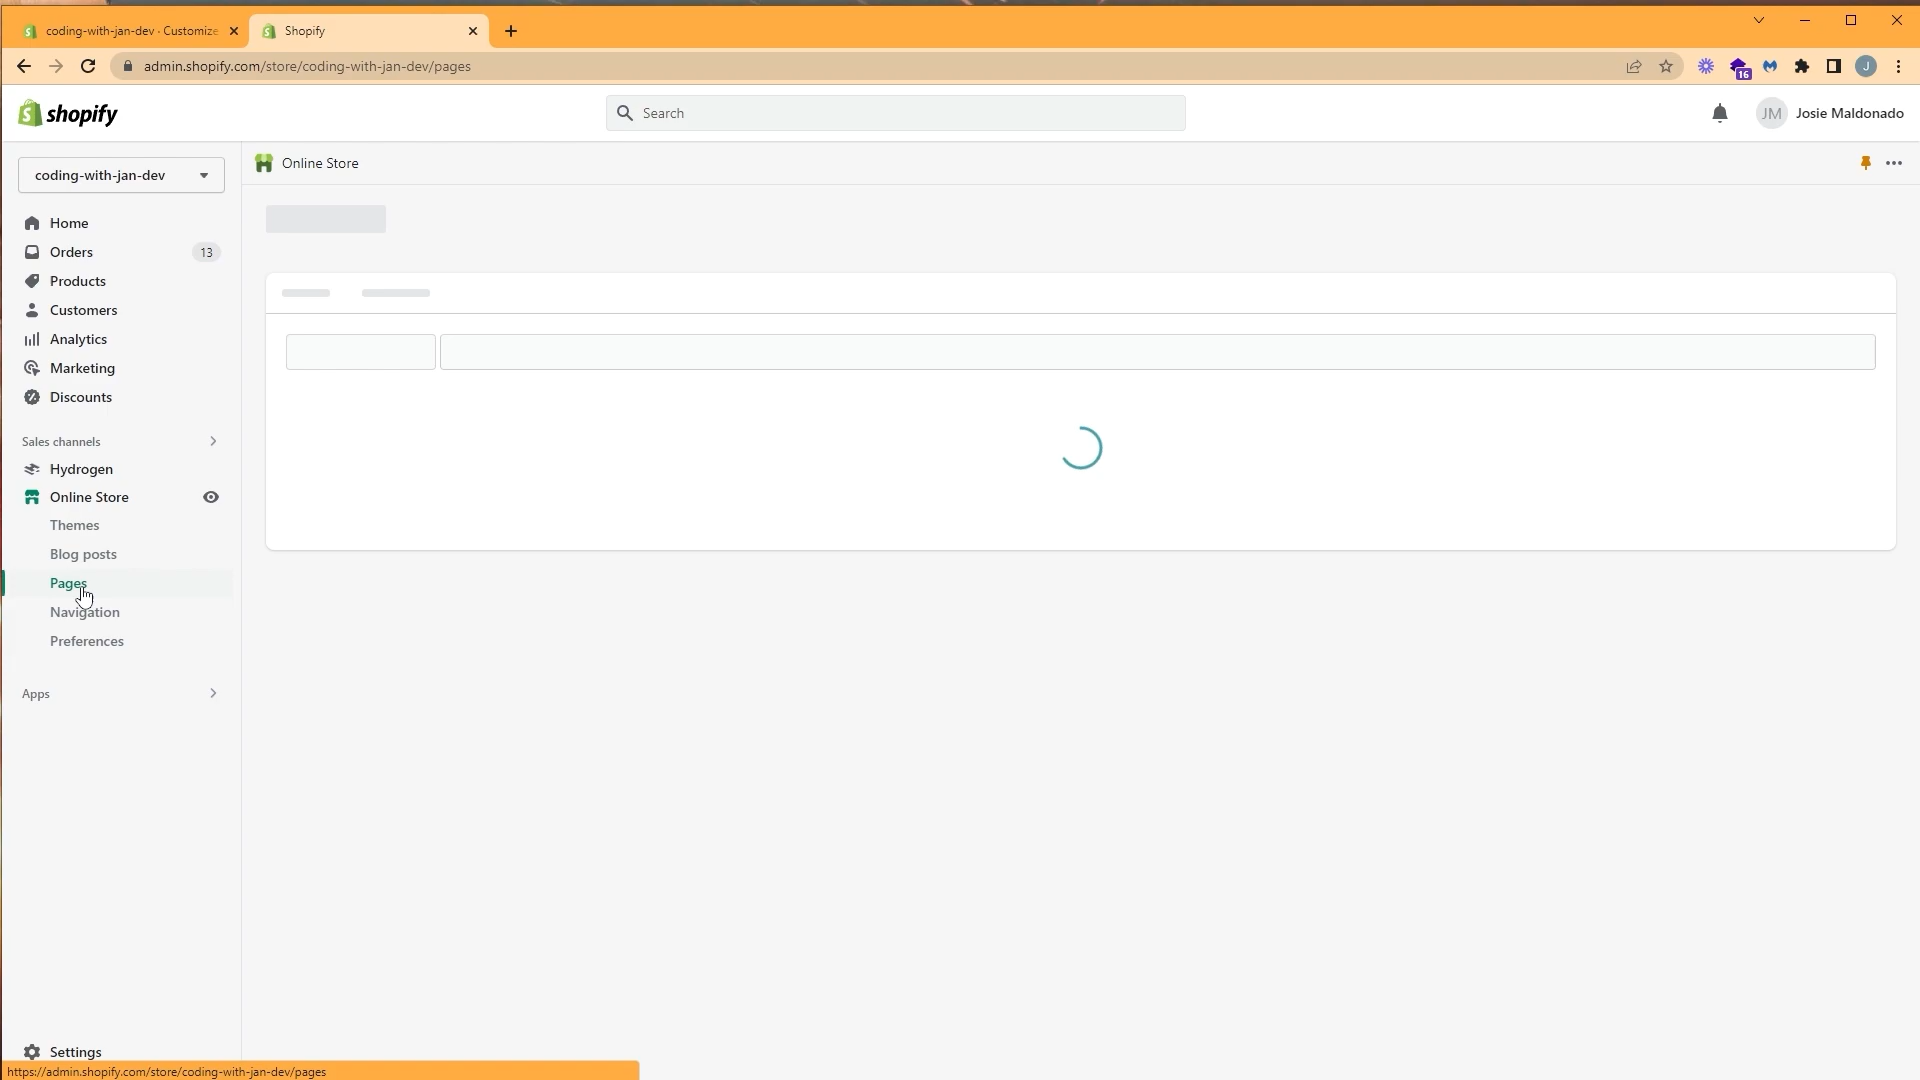 coding-with-jan-dev · Customize
Shopify
admin.shopify.com/store/coding-with-jan-dev/pages
16
J
shopify
Search
JM
Josie Maldonado
coding-with-jan-dev
Online Store
Home
Orders
13
Products
Customers
Analytics
Marketing
Discounts
Sales channels
Hydrogen
Online Store
Themes
Blog posts
Pages
Navigation
Preferences
Apps
Settings
https://admin.shopify.com/store/coding-with-jan-dev/pages